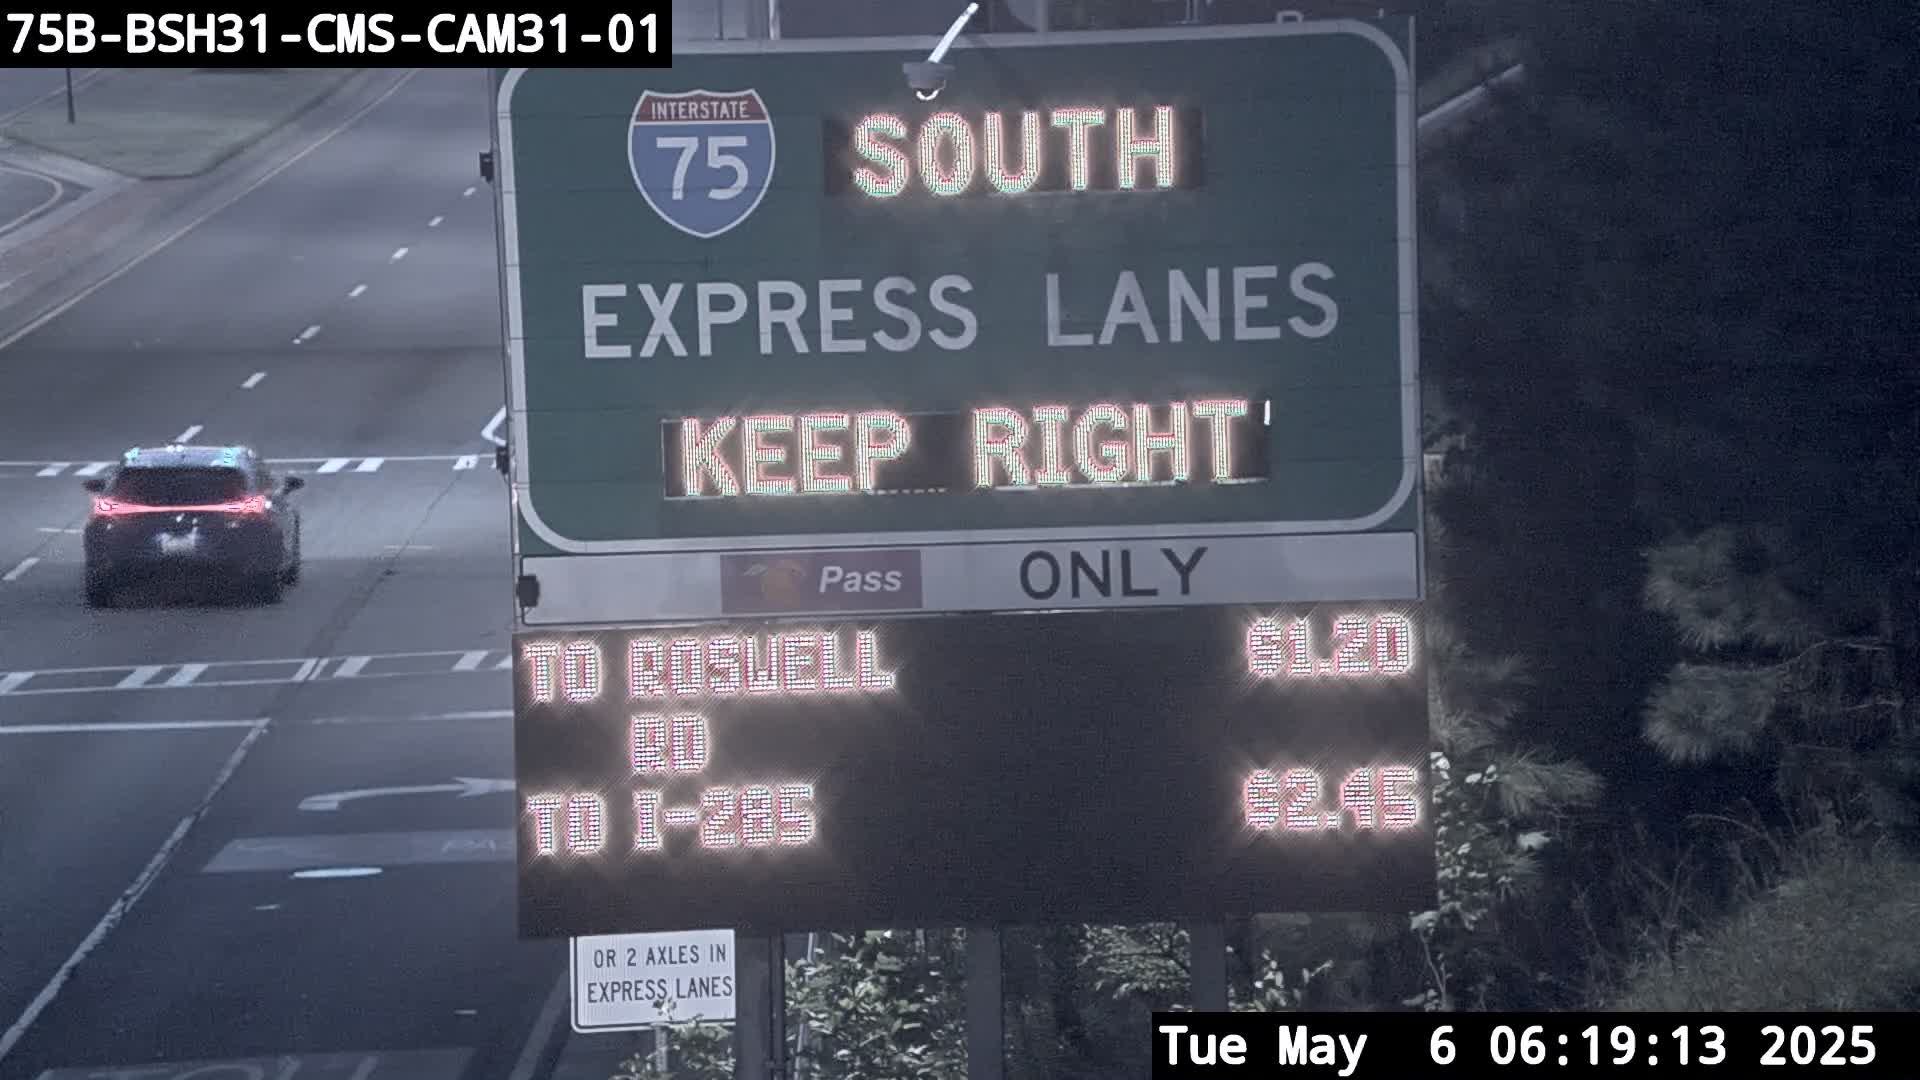 75B-BSH31-CMS-CAM31-01
INTERSTATE
75
SOUTH
EXPRESS LANES
KEEP RIGHT
Pass ONLY
TO ROSWELL $1.20
RD
TO I-285 $2.45
OR 2 AXLES IN
EXPRESS LANES
Tue May 6 06:19:13 2025